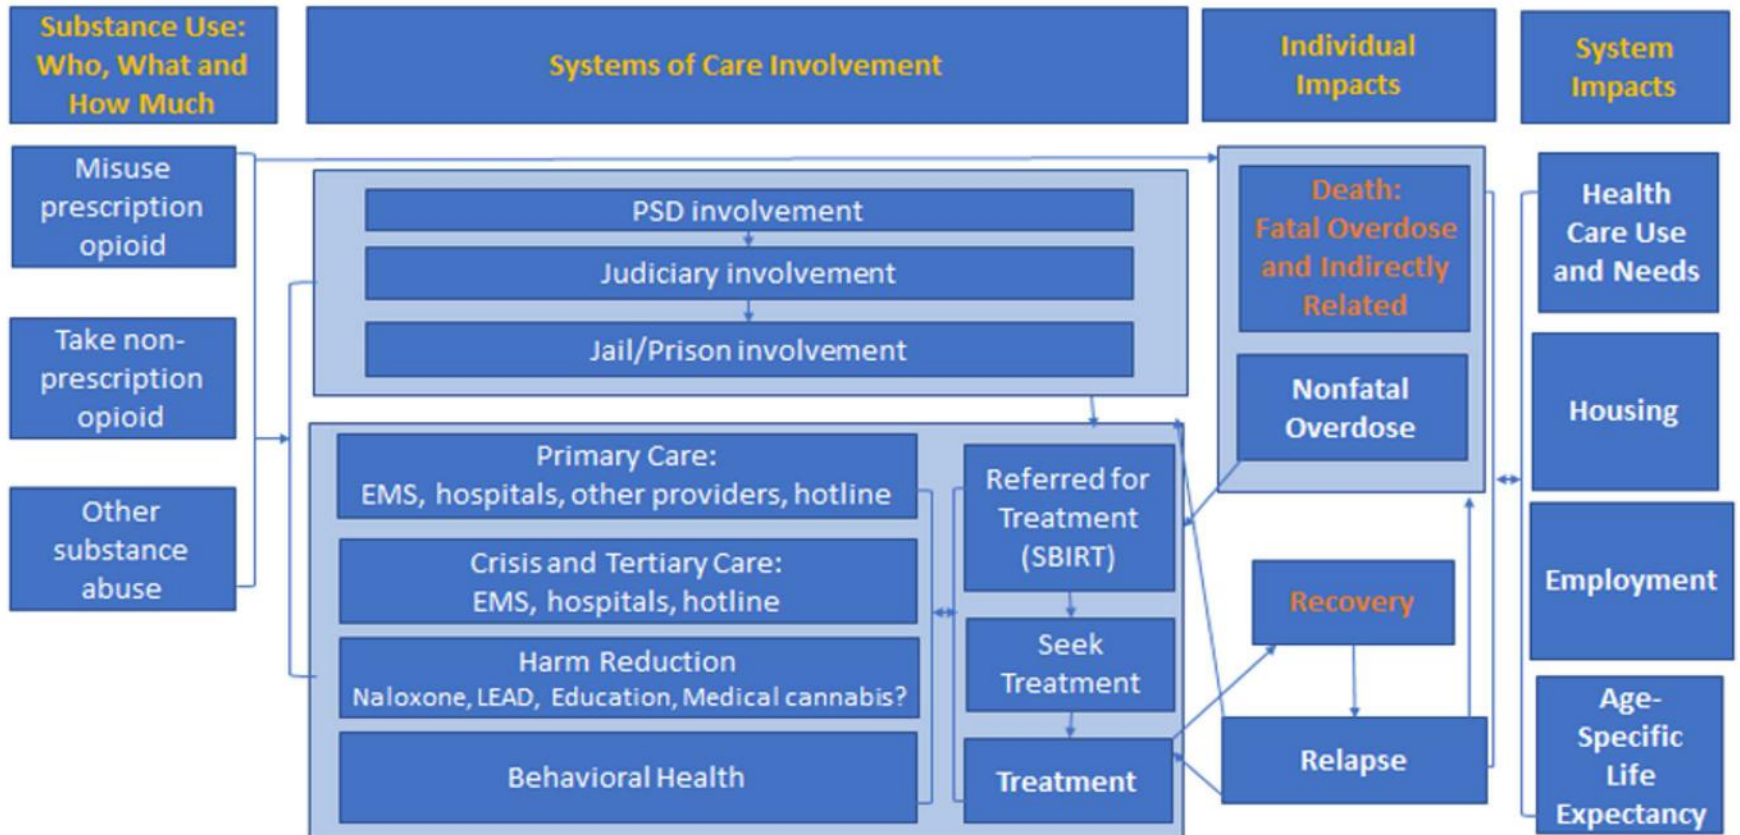 Substance Use:
Who, What and
How Much
Systems of Care Involvement
Individual
Impacts
System
Impacts
Misuse
prescription
opioid
Take non-
prescription
opioid
Other
substance
abuse
PSD involvement
Judiciary involvement
Jail/Prison involvement
Primary Care:
EMS, hospitals, other providers, hotline
Crisis and Tertiary Care:
EMS, hospitals, hotline
Harm Reduction
Naloxone, LEAD, Education, Medical cannabis?
Behavioral Health
Referred for
Treatment
(SBIRT)
Seek
Treatment
Treatment
Death:
Fatal Overdose
and Indirectly
Related
Nonfatal
Overdose
Recovery
Relapse
Health
Care Use
and Needs
Housing
Employment
Age-
Specific
Life
Expectancy